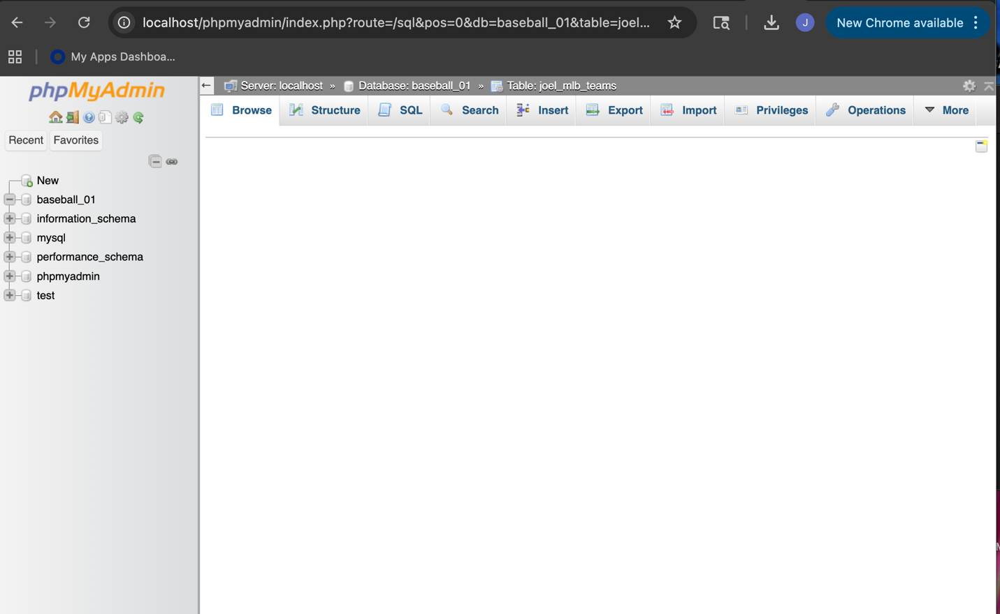 localhost/phpmyadmin/index.php?route=/sql&pos=0&db=baseball_01&table=joel...
J
New Chrome available
My Apps Dashboa...
phpMyAdmin
Server: localhost » Database: baseball_01 » Table: joel_mlb_teams
Browse Structure SQL Search Insert Export Import Privileges Operations More
Recent Favorites
New
baseball_01
information_schema
mysql
performance_schema
phpmyadmin
test